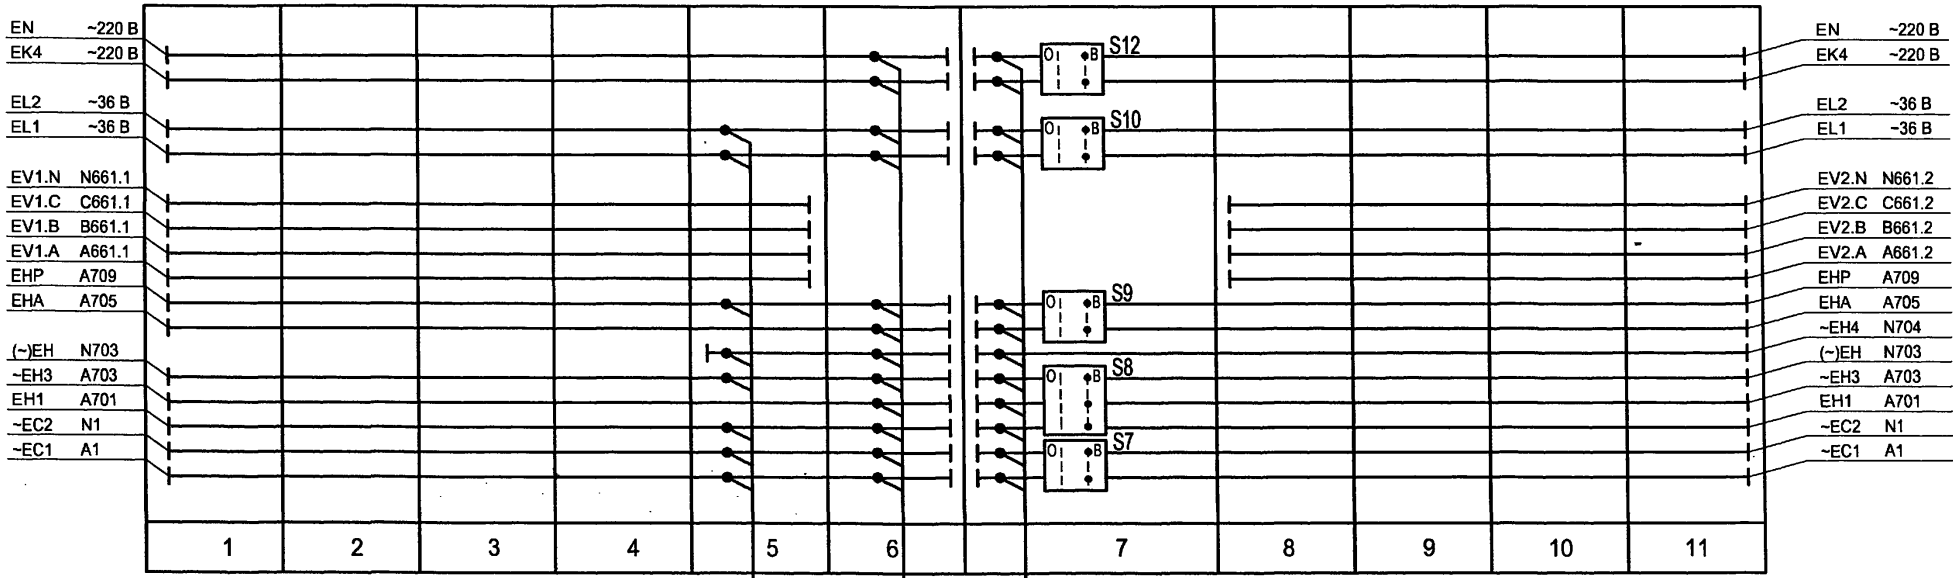 EN ~220 В
EK4 ~220 В
EL2 ~36 В
EL1 ~36 В
EV1.N N661.1
EV1.C C661.1
EV1.B B661.1
EV1.A A661.1
EHP A709
EHA A705
(~)EH N703
~EH3 A703
EH1 A701
~EC2 N1
~EC1 A1
O B S12
O B S10
O B S9
O B S8
O B S7
EN ~220 В
EK4 ~220 В
EL2 ~36 В
EL1 ~36 В
EV2.N N661.2
EV2.C C661.2
EV2.B B661.2
EV2.A A661.2
EHP A709
EHA A705
~EH4 N704
(~)EH N703
~EH3 A703
EH1 A701
~EC2 N1
~EC1 A1
1 2 3 4 5 6 7 8 9 10 11